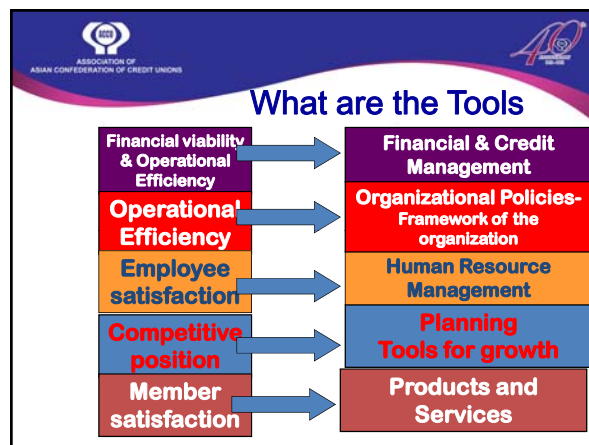 ACCU
ASSOCIATION OF
ASIAN CONFEDERATION OF CREDIT UNIONS
What are the Tools
Financial viability
& Operational
Efficiency
Financial & Credit
Management
Operational
Efficiency
Organizational Policies-
Framework of the
organization
Employee
satisfaction
Human Resource
Management
Competitive
position
Planning
Tools for growth
Member
satisfaction
Products and
Services